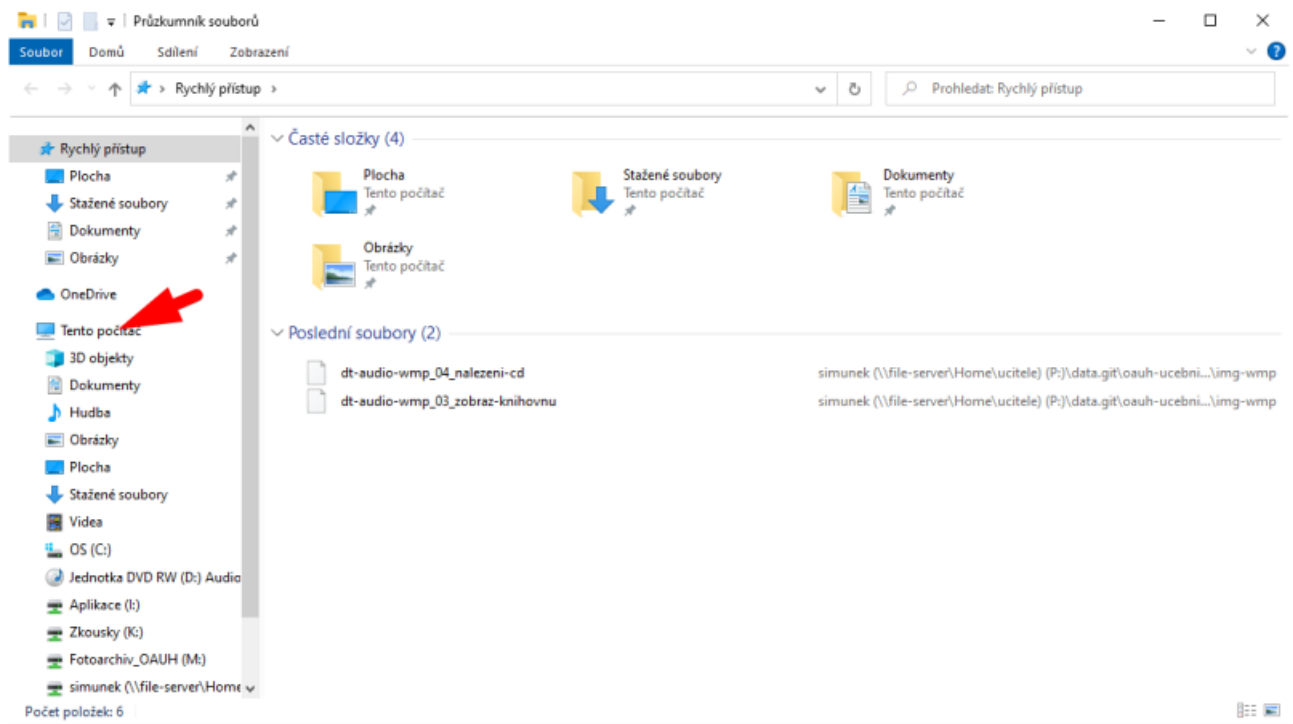 Průzkumník souborů
Soubor Domů Sdílení Zobrazení
Rychlý přístup
Prohledat: Rychlý přístup
Rychlý přístup
Plocha
Stažené soubory
Dokumenty
Obrázky
OneDrive
Tento počítač
3D objekty
Dokumenty
Hudba
Obrázky
Plocha
Stažené soubory
Videa
OS (C:)
Jednotka DVD RW (D:) Audio
Aplikace (I:)
Zkousky (K:)
Fotoarchiv_OAUH (M:)
simunek (\\file-server\Home
Časté složky (4)
Plocha
Tento počítač
Stažené soubory
Tento počítač
Dokumenty
Tento počítač
Obrázky
Tento počítač
Poslední soubory (2)
dt-audio-wmp_04_nalezeni-cd simunek (\\file-server\Home\ucitele) (P:)\data.git\oauh-ucebni...\img-wmp
dt-audio-wmp_03_zobraz-knihovnu simunek (\\file-server\Home\ucitele) (P:)\data.git\oauh-ucebni...\img-wmp
Počet položek: 6